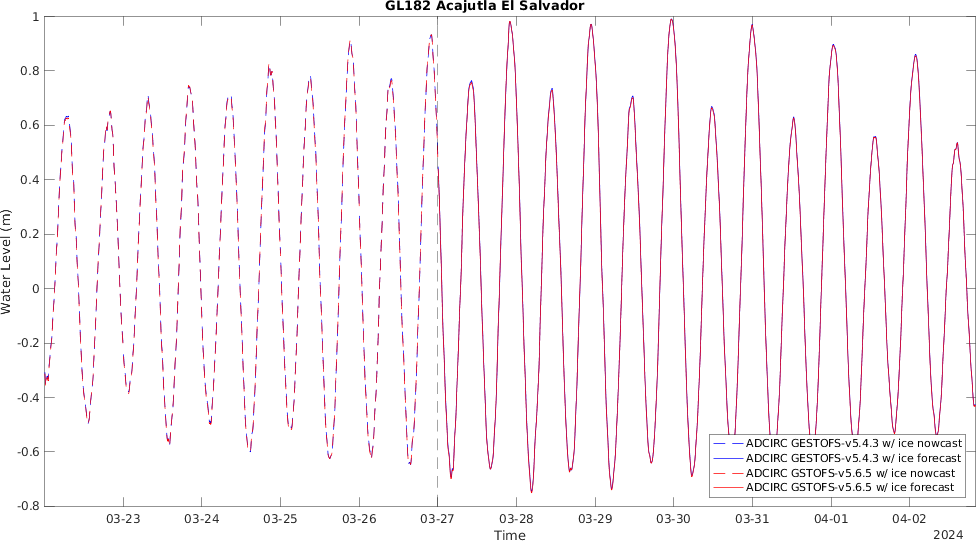 GL182 Acajutla El Salvador
1
0.8
0.6
0.4
0.2
0
-0.2
-0.4
-0.6
-0.8
Water Level (m)
ADCIRC GESTOFS-v5.4.3 w/ ice nowcast
ADCIRC GESTOFS-v5.4.3 w/ ice forecast
ADCIRC GSTOFS-v5.6.5 w/ ice nowcast
ADCIRC GSTOFS-v5.6.5 w/ ice forecast
03-23 03-24 03-25 03-26 03-27 03-28 03-29 03-30 03-31 04-01 04-02
Time
2024